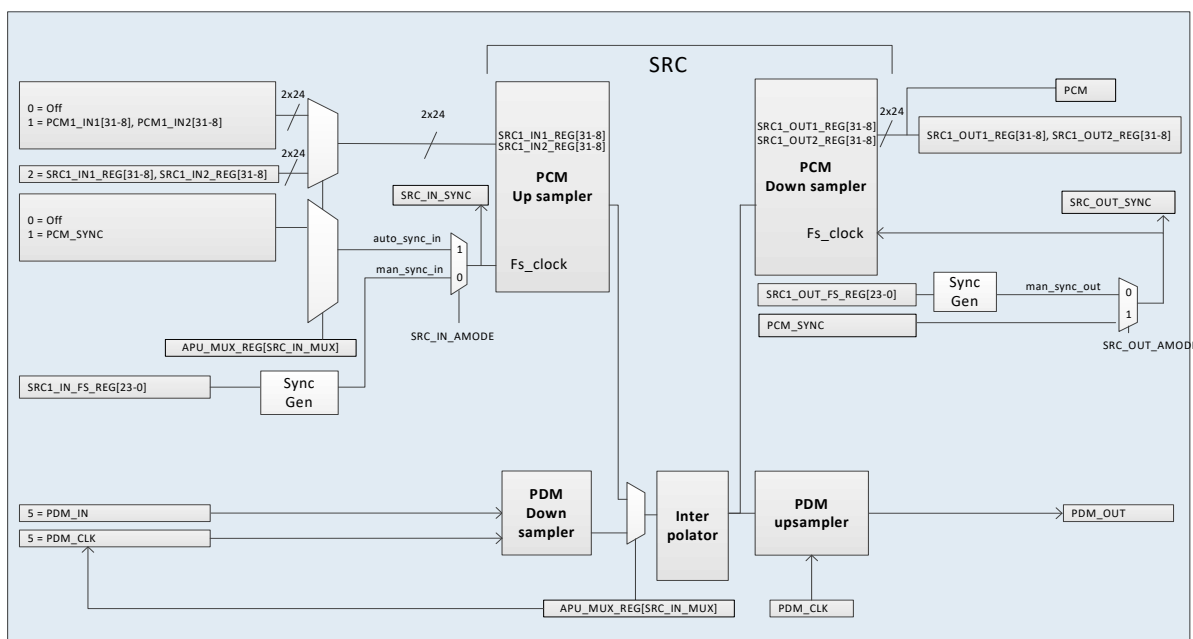 SRC
0 = Off
1 = PCM1_IN1[31-8], PCM1_IN2[31-8]
2x24
2x24
2 = SRC1_IN1_REG[31-8], SRC1_IN2_REG[31-8]
2x24
0 = Off
1 = PCM_SYNC
SRC_IN_SYNC
auto_sync_in
man_sync_in
1
0
SRC_IN_AMODE
APU_MUX_REG[SRC_IN_MUX]
SRC1_IN_FS_REG[23-0]
Sync
Gen
SRC1_IN1_REG[31-8]
SRC1_IN2_REG[31-8]
PCM
Up sampler
Fs_clock
SRC1_OUT1_REG[31-8]
SRC1_OUT2_REG[31-8]
PCM
Down sampler
Fs_clock
2x24
PCM
SRC1_OUT1_REG[31-8], SRC1_OUT2_REG[31-8]
SRC_OUT_SYNC
SRC1_OUT_FS_REG[23-0]
Sync
Gen
man_sync_out
0
1
PCM_SYNC
SRC_OUT_AMODE
5 = PDM_IN
5 = PDM_CLK
PDM
Down
sampler
Inter
polator
PDM
upsampler
PDM_OUT
APU_MUX_REG[SRC_IN_MUX]
PDM_CLK